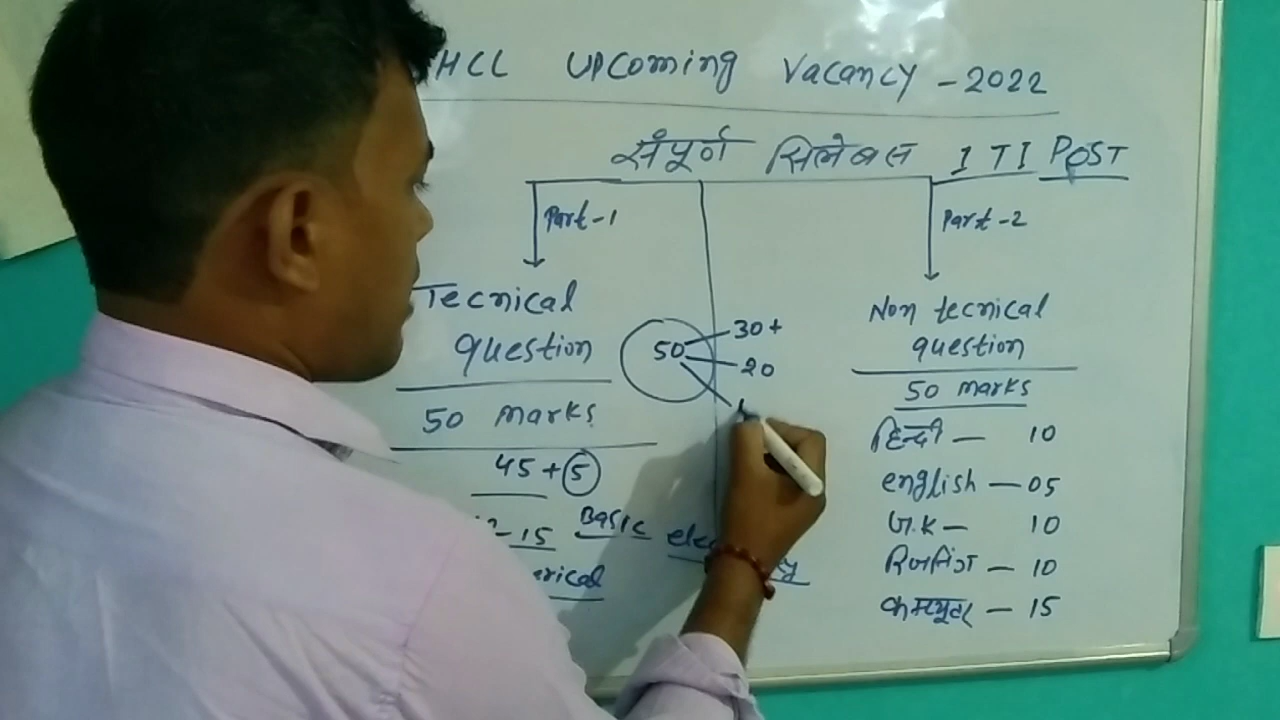 HCL Upcoming Vacancy - 2022
संपूर्ण सिलेबस ITI POST
Part-1
Tecnical
question
50 marks
45 + 5
-15 Basic
50
30+
20
Part-2
Non tecnical
question
50 marks
हिन्दी — 10
english — 05
G.K — 10
रिजनिंग — 10
कम्प्यूटर — 15